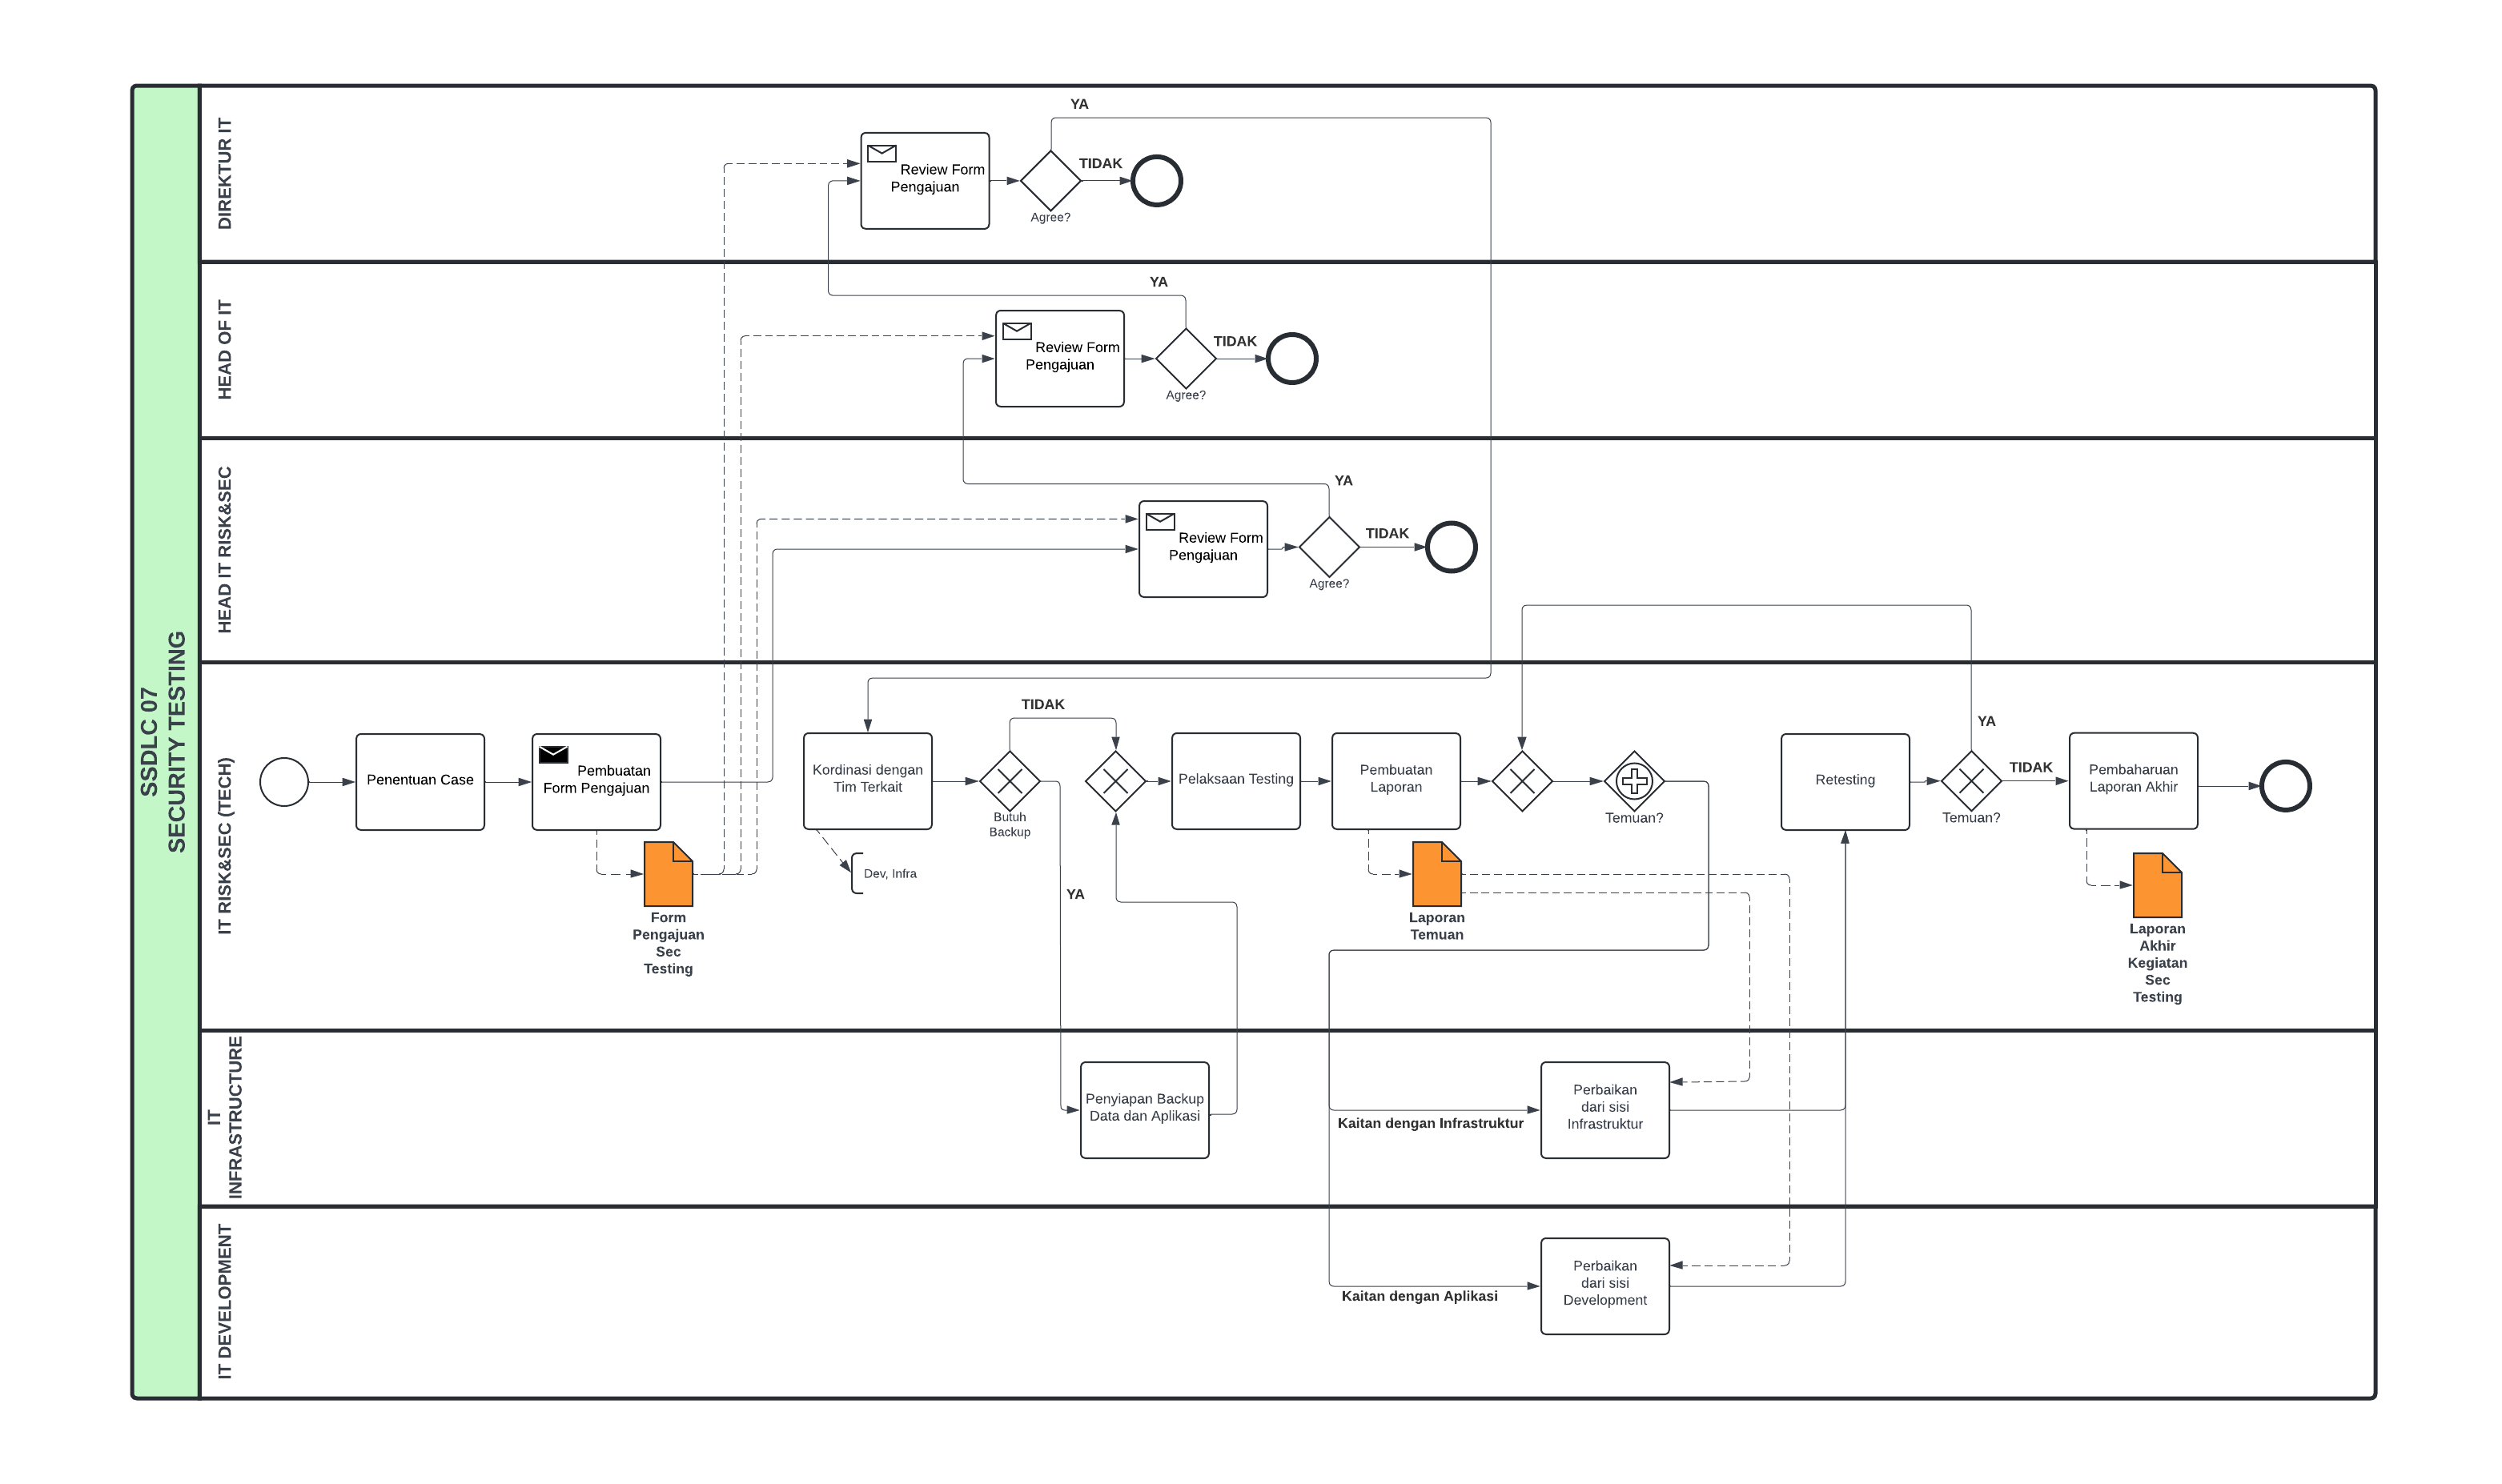 SSDLC 07
SECURITY TESTING
DIREKTUR IT
YA
Review Form
Pengajuan
TIDAK
Agree?
HEAD OF IT
YA
Review Form
Pengajuan
TIDAK
Agree?
HEAD IT RISK&SEC
YA
Review Form
Pengajuan
TIDAK
Agree?
IT RISK&SEC (TECH)
Penentuan Case
Pembuatan
Form Pengajuan
Form
Pengajuan
Sec
Testing
Kordinasi dengan
Tim Terkait
Dev, Infra
TIDAK
Butuh
Backup
YA
Pelaksaan Testing
Pembuatan
Laporan
Laporan
Temuan
Temuan?
Retesting
YA
Temuan?
TIDAK
Pembaharuan
Laporan Akhir
Laporan
Akhir
Kegiatan
Sec
Testing
IT
INFRASTRUCTURE
Penyiapan Backup
Data dan Aplikasi
Kaitan dengan Infrastruktur
Perbaikan
dari sisi
Infrastruktur
IT DEVELOPMENT
Kaitan dengan Aplikasi
Perbaikan
dari sisi
Development